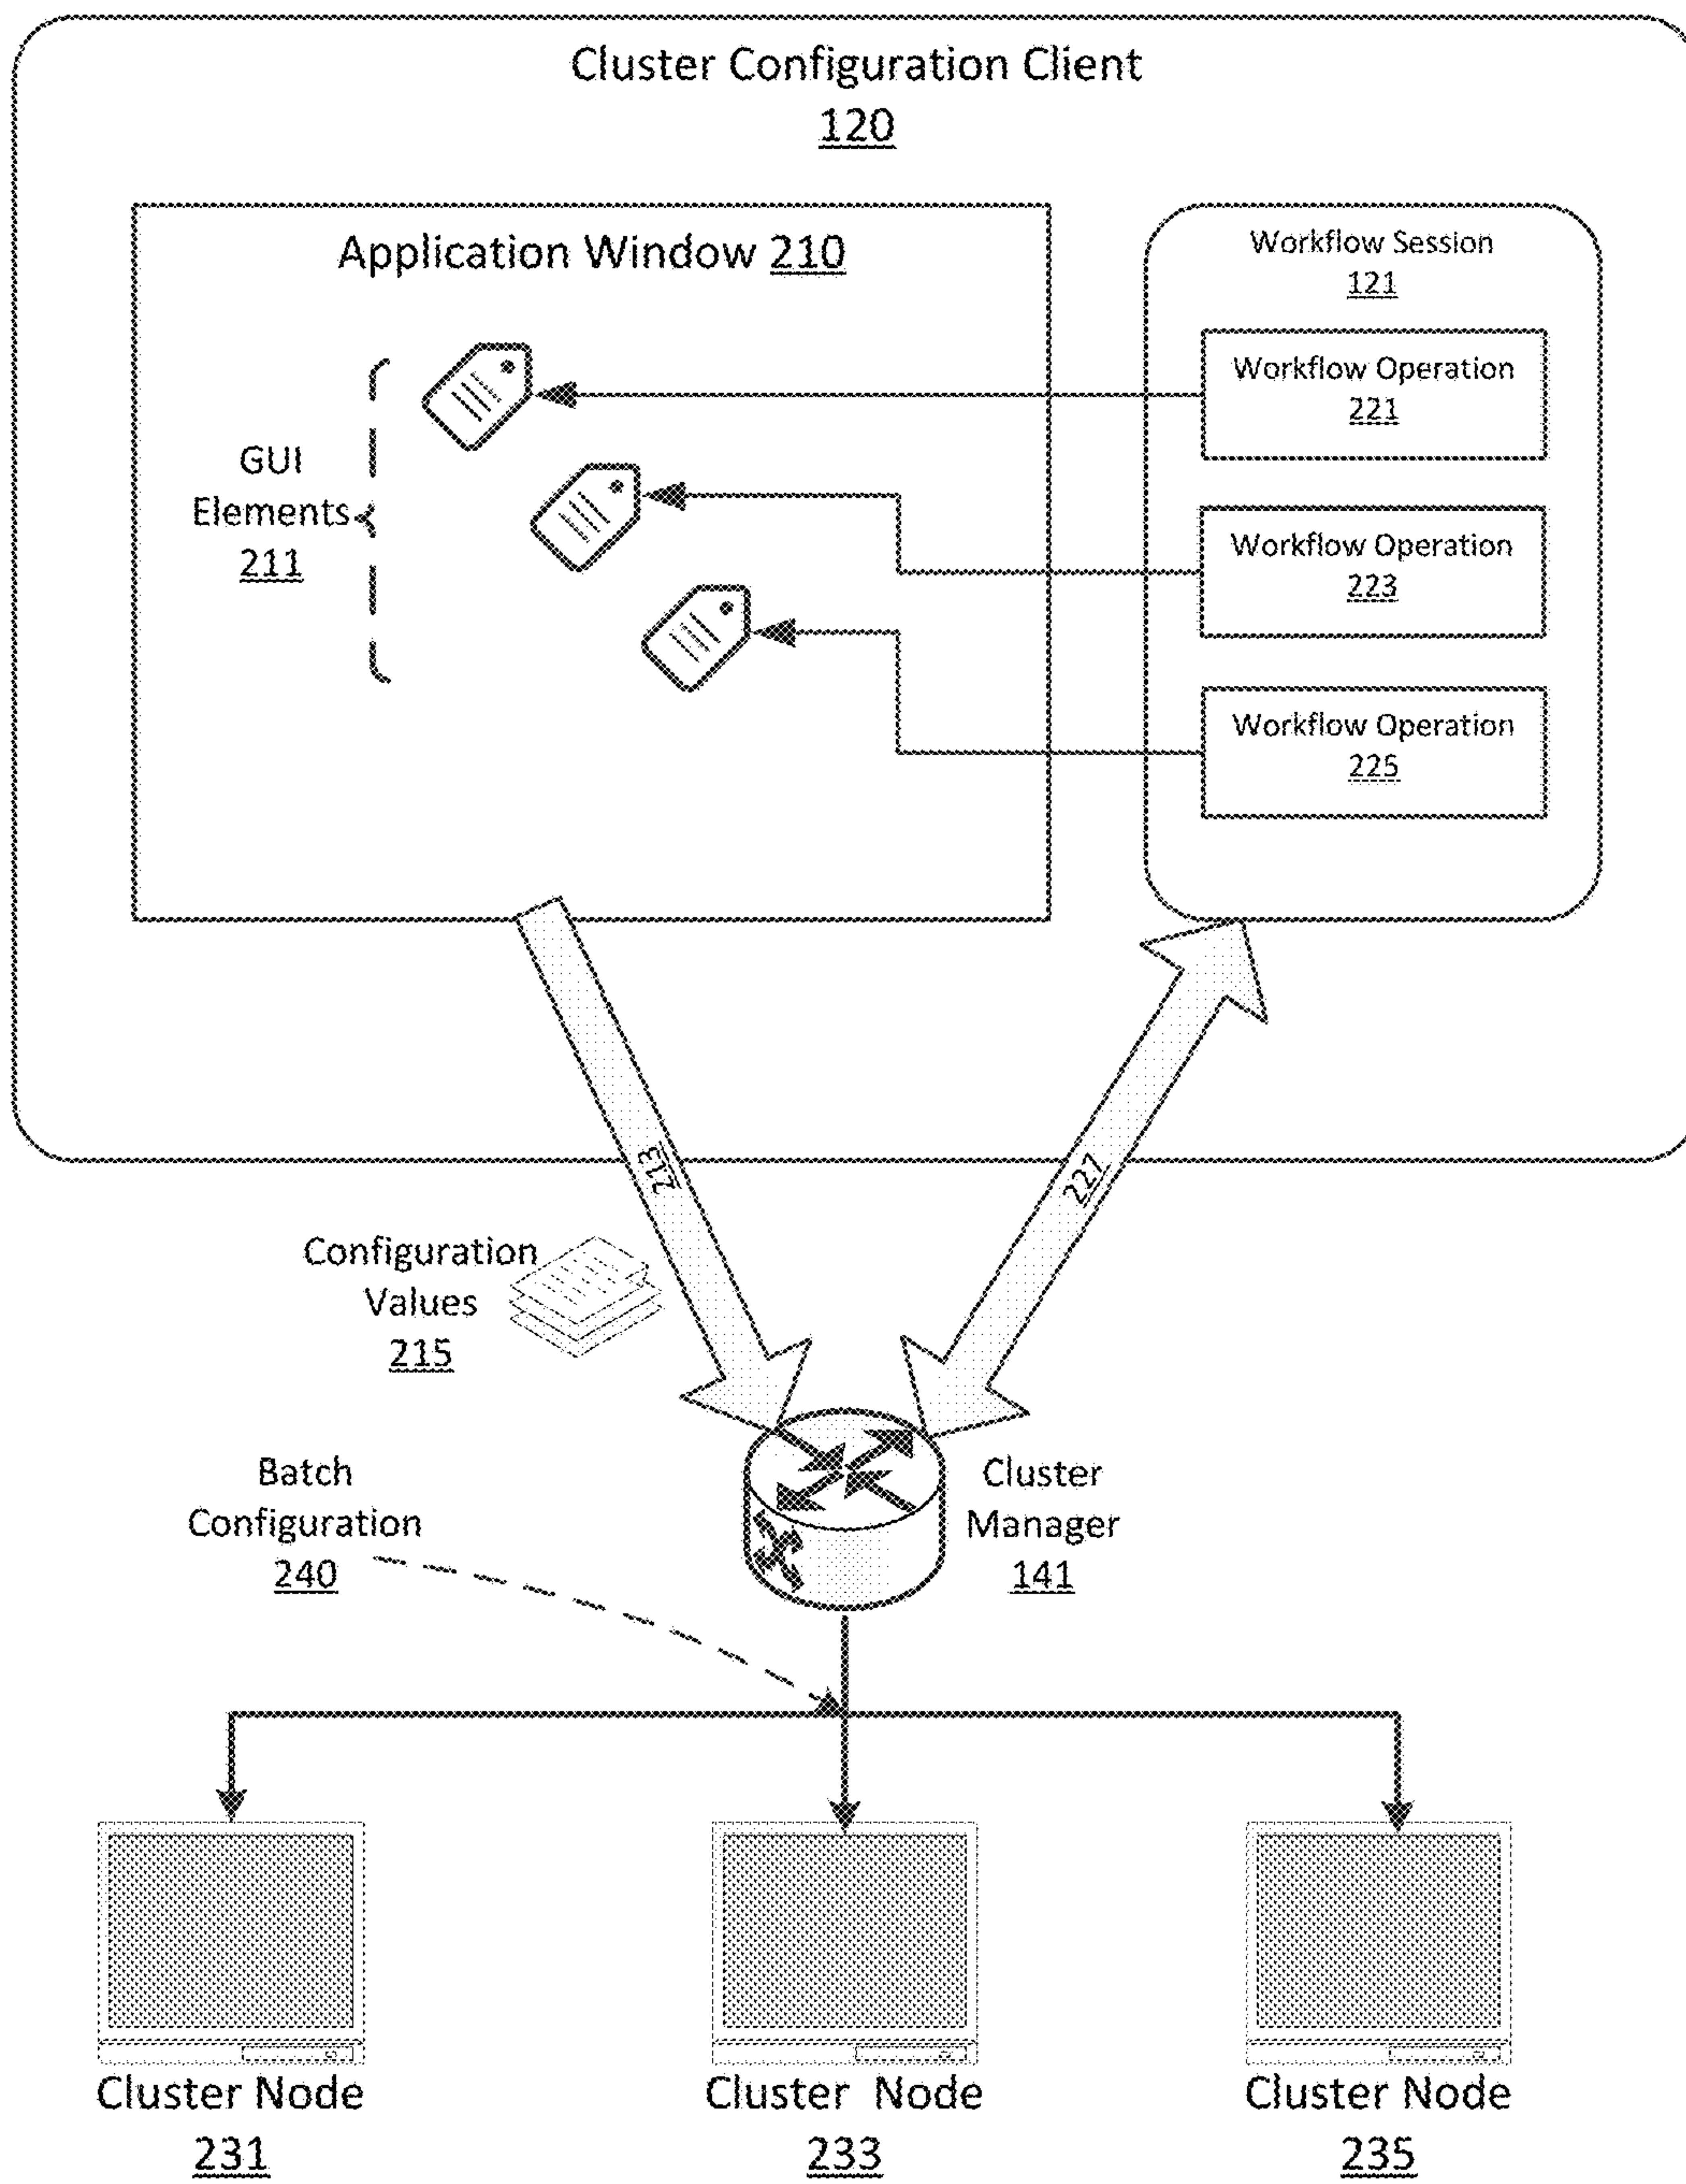 Cluster Configuration Client
120
Application Window 210
GUI
Elements
211
Workflow Session
121
Workflow Operation
221
Workflow Operation
223
Workflow Operation
225
213
227
Configuration
Values
215
Batch
Configuration
240
Cluster
Manager
141
Cluster Node
231
Cluster Node
233
Cluster Node
235